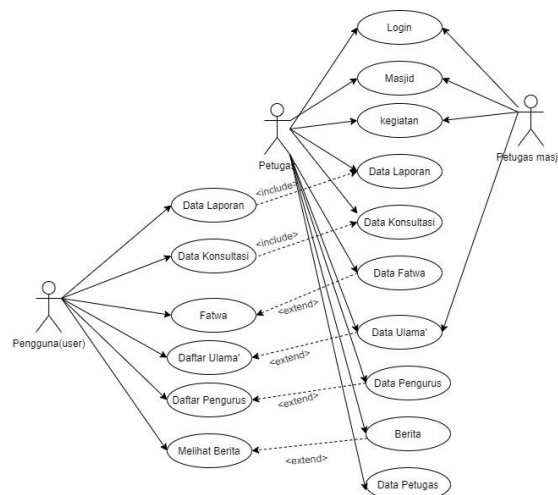 Login
Masjid
kegiatan
Petugas
Petugas masj
Data Laporan
<include>
Data Laporan
Data Konsultasi
<include>
Data Konsultasi
Data Fatwa
<extend>
Fatwa
Pengguna(user)
Data Ulama'
<extend>
Daftar Ulama'
Data Pengurus
<extend>
Daftar Pengurus
Berita
<extend>
Melihat Berita
Data Petugas